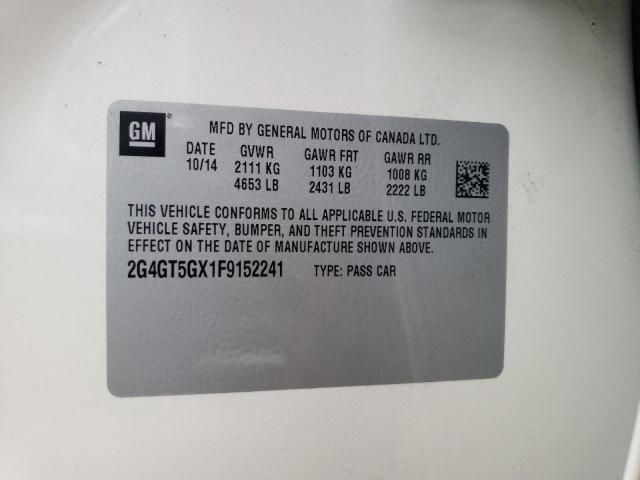 GM ®
MFD BY GENERAL MOTORS OF CANADA LTD.
DATE GVWR GAWR FRT GAWR RR
10/14 2111 KG 1103 KG 1008 KG
4653 LB 2431 LB 2222 LB
THIS VEHICLE CONFORMS TO ALL APPLICABLE U.S. FEDERAL MOTOR
VEHICLE SAFETY, BUMPER, AND THEFT PREVENTION STANDARDS IN
EFFECT ON THE DATE OF MANUFACTURE SHOWN ABOVE.
2G4GT5GX1F9152241 TYPE: PASS CAR